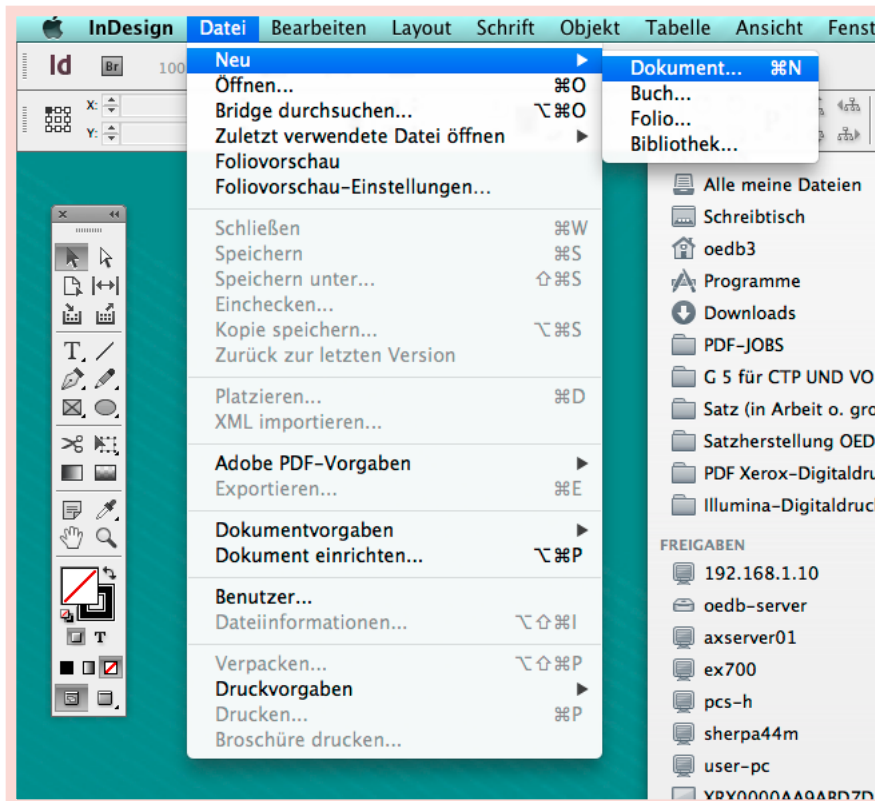 InDesign Datei Bearbeiten Layout Schrift Objekt Tabelle Ansicht Fenst
Id Br 100
X:
Y:
Neu
Öffnen... ⌘O
Bridge durchsuchen... ⌥⌘O
Zuletzt verwendete Datei öffnen
Foliovorschau
Foliovorschau-Einstellungen...
Schließen ⌘W
Speichern ⌘S
Speichern unter... ⇧⌘S
Einchecken...
Kopie speichern... ⌥⌘S
Zurück zur letzten Version
Platzieren... ⌘D
XML importieren...
Adobe PDF-Vorgaben
Exportieren... ⌘E
Dokumentvorgaben
Dokument einrichten... ⌥⌘P
Benutzer...
Dateiinformationen... ⌥⇧⌘I
Verpacken... ⌥⇧⌘P
Druckvorgaben
Drucken... ⌘P
Broschüre drucken...
Dokument... ⌘N
Buch...
Folio...
Bibliothek...
Alle meine Dateien
Schreibtisch
oedb3
Programme
Downloads
PDF-JOBS
G 5 für CTP UND VO
Satz (in Arbeit o. gro
Satzherstellung OED
PDF Xerox-Digitaldru
Illumina-Digitaldruc
FREIGABEN
192.168.1.10
oedb-server
axserver01
ex700
pcs-h
sherpa44m
user-pc